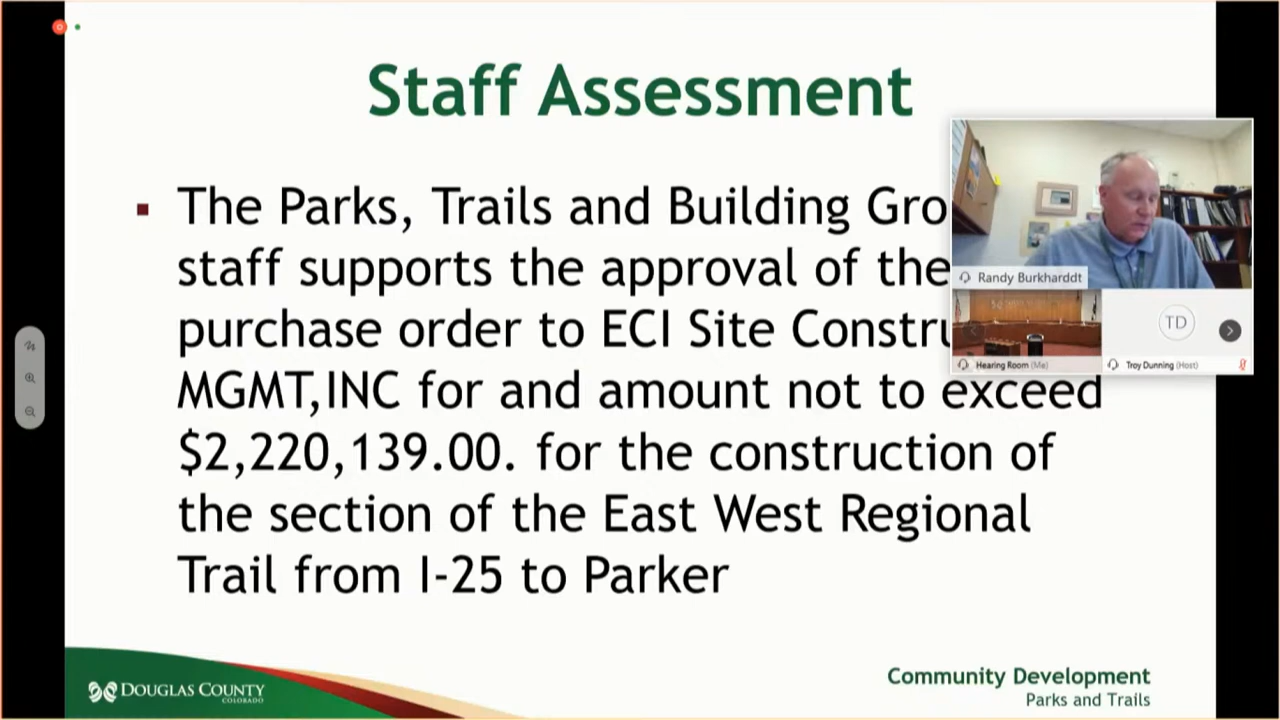 Staff Assessment
The Parks, Trails and Building Gro
staff supports the approval of the
purchase order to ECI Site Constru
MGMT,INC for and amount not to exceed
$2,220,139.00. for the construction of
the section of the East West Regional
Trail from I-25 to Parker
Randy Burkharddt
TD
Hearing Room (Me)
Troy Dunning (Host)
DOUGLAS COUNTY
COLORADO
Community Development
Parks and Trails